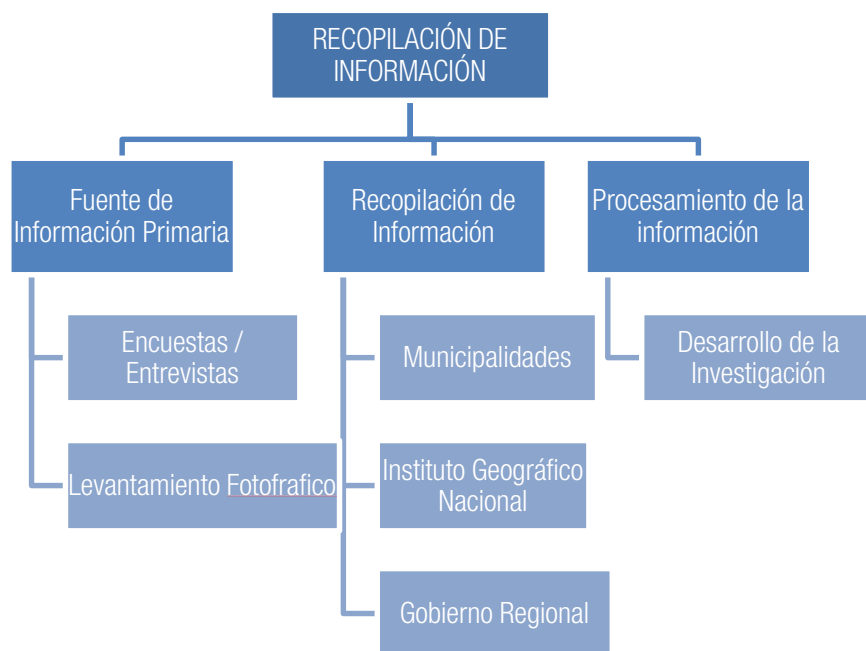 RECOPILACIÓN DE
INFORMACIÓN
Fuente de
Información Primaria
Encuestas /
Entrevistas
Levantamiento Fotofrafico
Recopilación de
Información
Municipalidades
Instituto Geográfico
Nacional
Gobierno Regional
Procesamiento de la
información
Desarrollo de la
Investigación